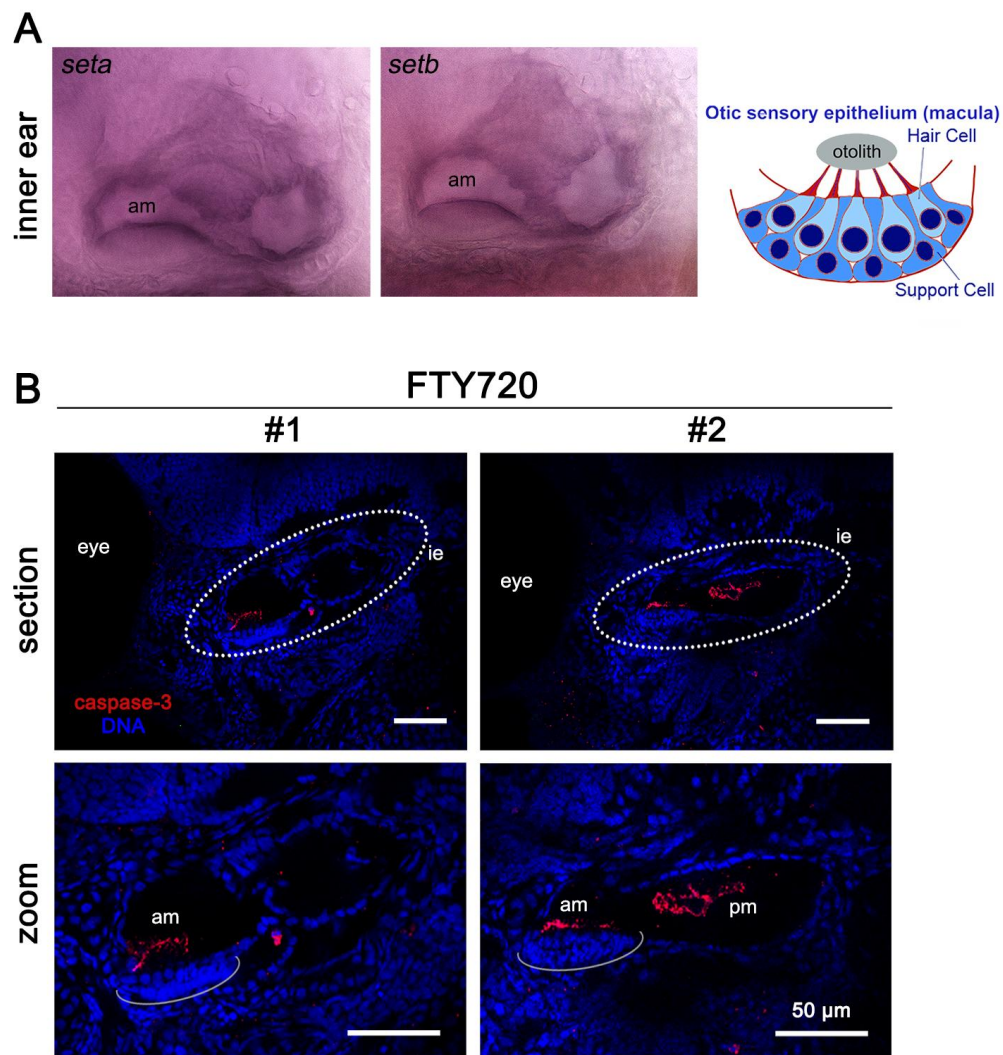 A
inner ear
seta
am
setb
am
Otic sensory epithelium (macula)
Hair Cell
otolith
Support Cell
B
FTY720
#1
#2
section
eye
ie
caspase-3
DNA
eye
ie
zoom
am
am
pm
50 µm